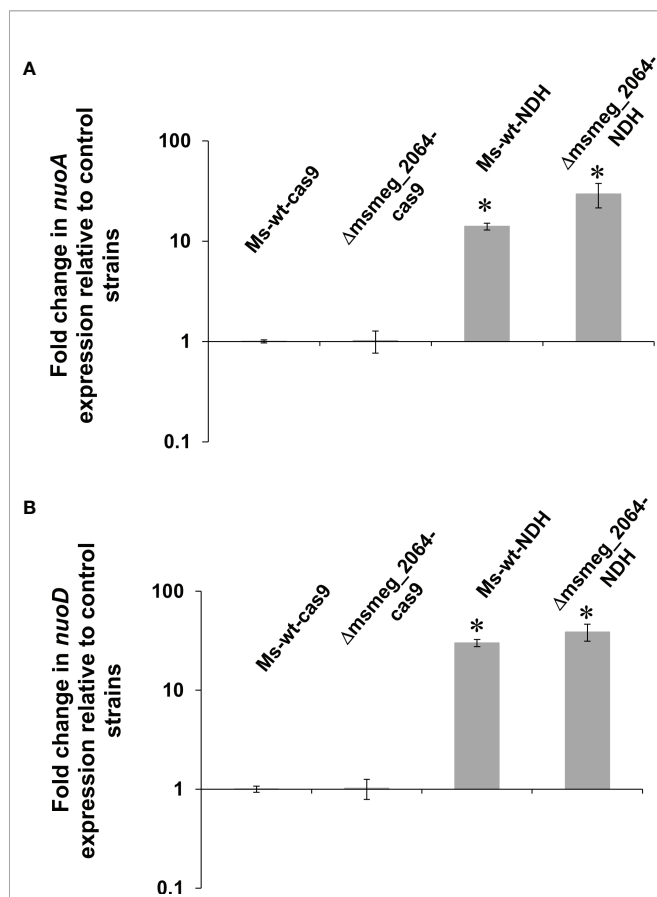 A
Fold change in nuoA
expression relative to control
strains
100
10
1
0.1
Ms-wt-cas9
Δmsmeg_2064-
cas9
Ms-wt-NDH
*
Δmsmeg_2064-
NDH
*
B
Fold change in nuoD
expression relative to control
strains
100
10
1
0.1
Ms-wt-cas9
Δmsmeg_2064-
cas9
Ms-wt-NDH
*
Δmsmeg_2064-
NDH
*